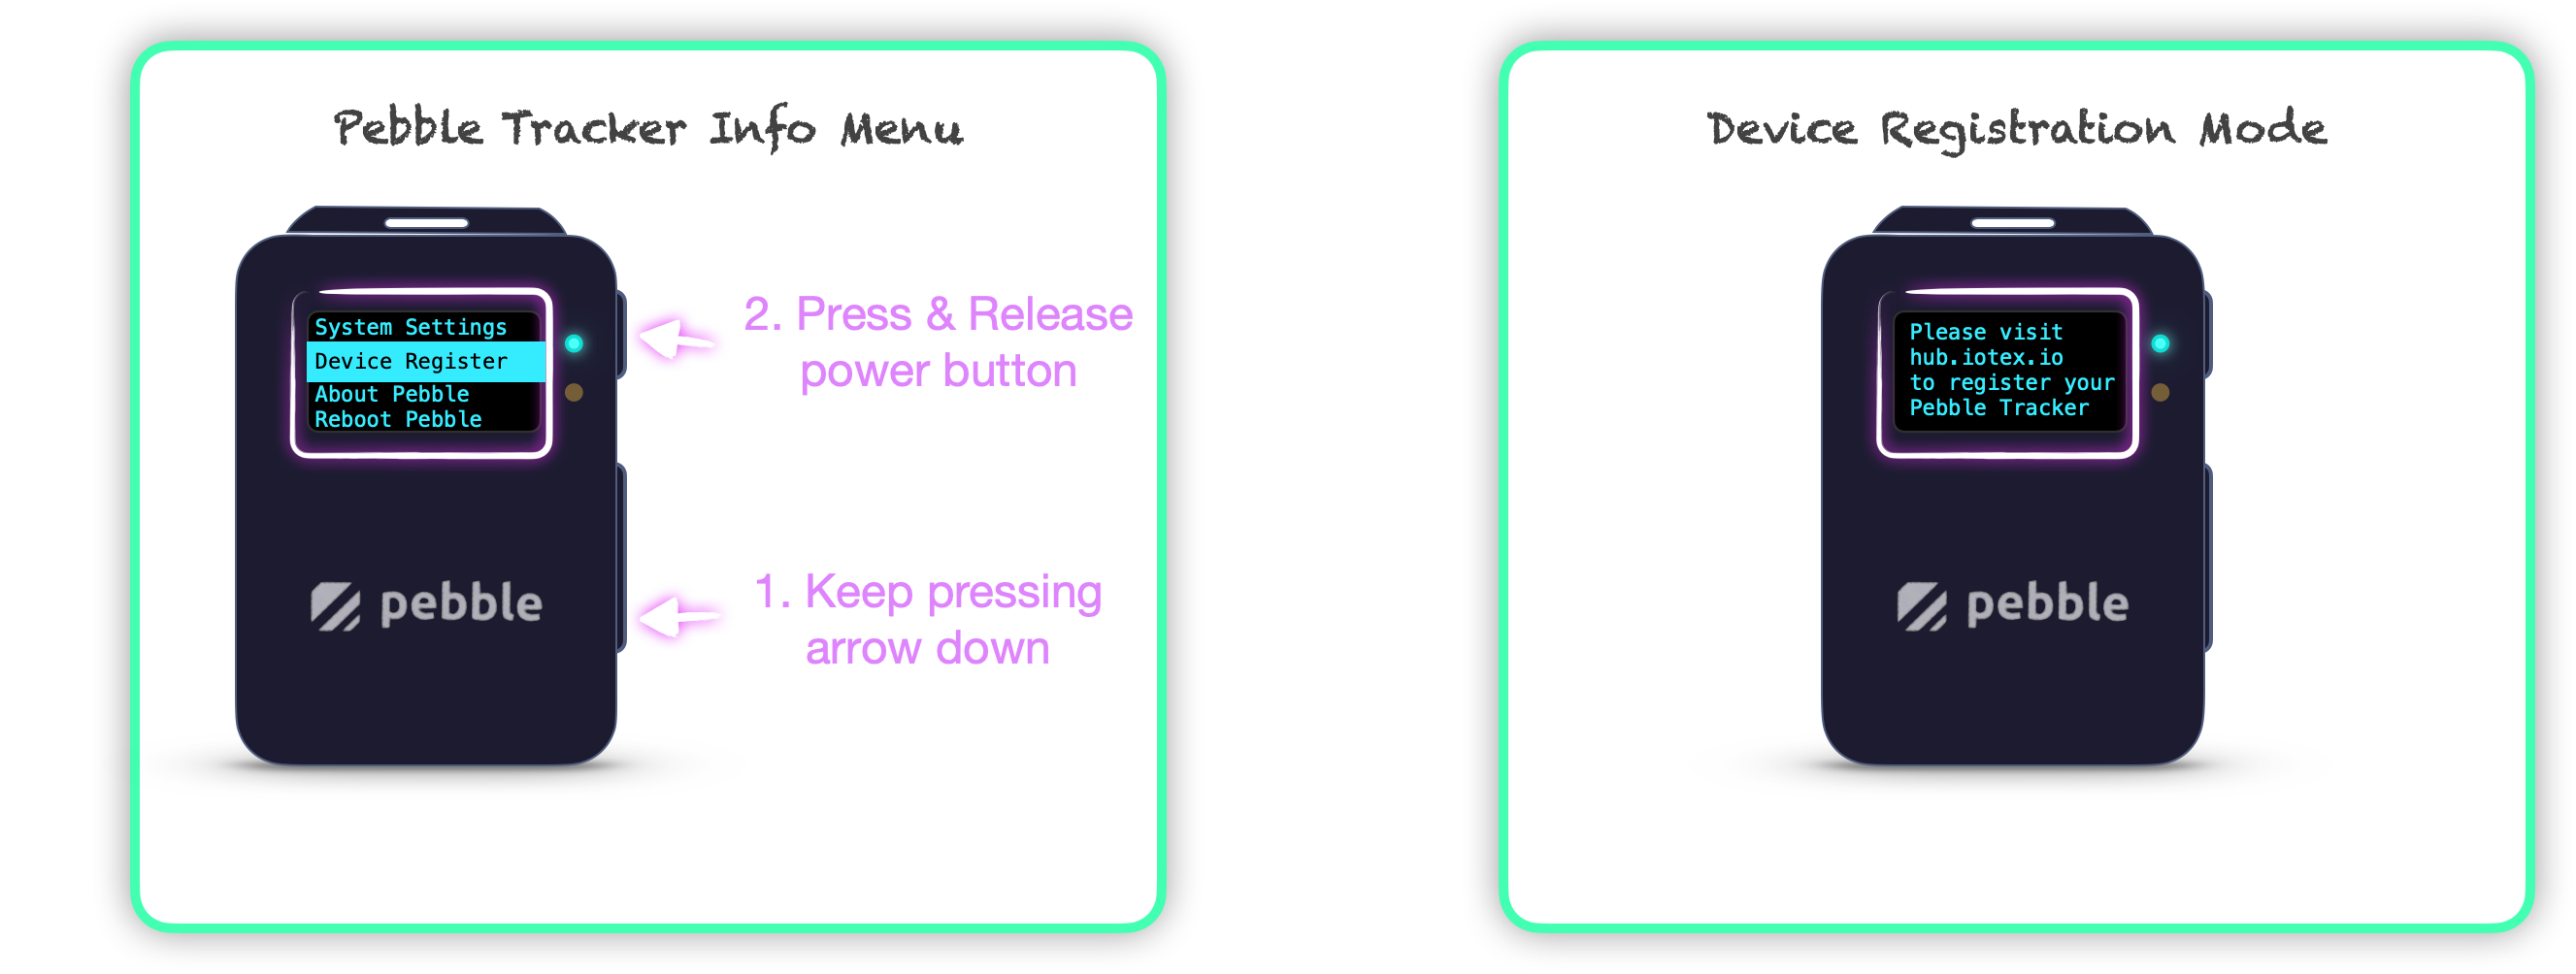 Pebble Tracker Info Menu
System Settings
Device Register
About Pebble
Reboot Pebble
2. Press & Release
power button
pebble
1. Keep pressing
arrow down
Device Registration Mode
Please visit
hub.iotex.io
to register your
Pebble Tracker
pebble